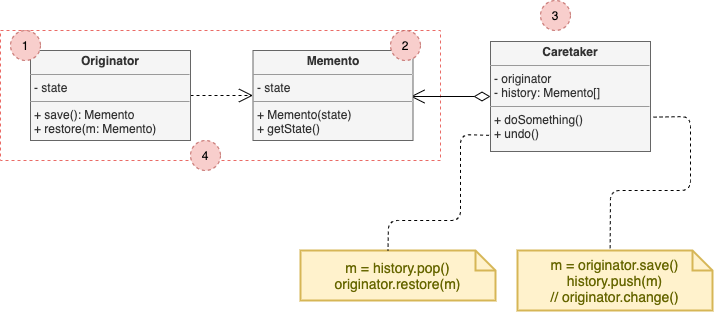 3
1
2
Originator
- state
+ save(): Memento
+ restore(m: Memento)
Memento
- state
+ Memento(state)
+ getState()
Caretaker
- originator
- history: Memento[]
+ doSomething()
+ undo()
4
m = history.pop()
originator.restore(m)
m = originator.save()
history.push(m)
// originator.change()